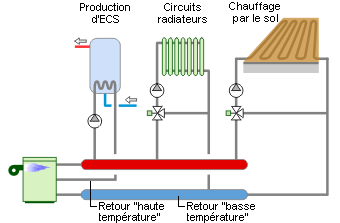 Production
d'ECS
Circuits
radiateurs
Chauffage
par le sol
Retour "haute
température"
Retour "basse
température"